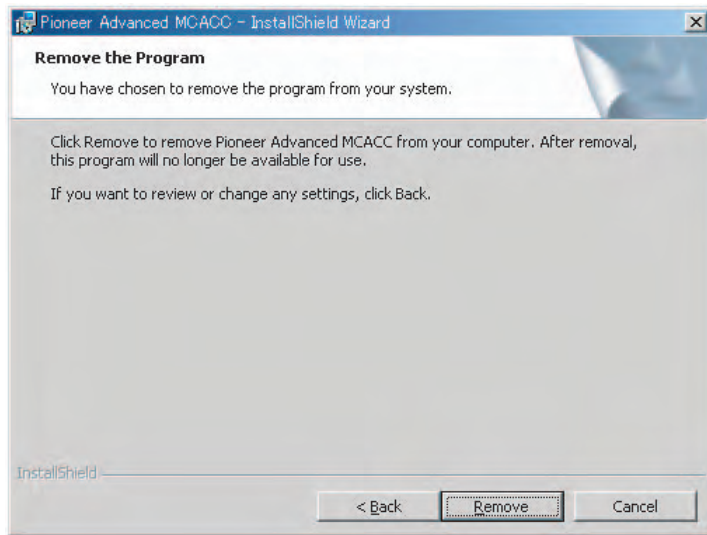 Pioneer Advanced MCACC - InstallShield Wizard
Remove the Program
You have chosen to remove the program from your system.
Click Remove to remove Pioneer Advanced MCACC from your computer. After removal,
this program will no longer be available for use.
If you want to review or change any settings, click Back.
InstallShield
< Back
Remove
Cancel